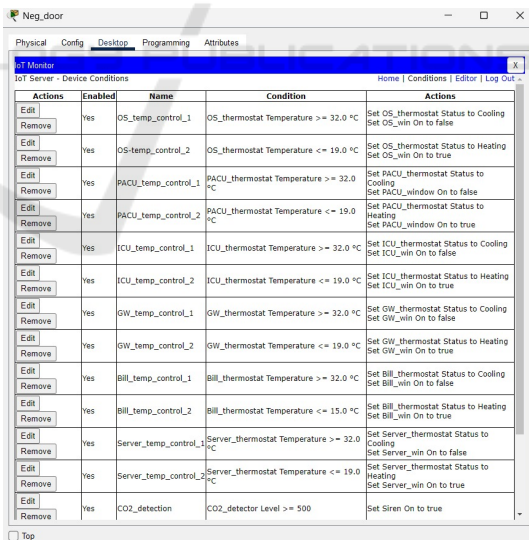 Neg_door
Physical Config Desktop Programming Attributes
IoT Monitor X
IoT Server - Device Conditions Home | Conditions | Editor | Log Out
Actions Enabled Name Condition Actions
Edit
Remove
Yes OS_temp_control_1 OS_thermostat Temperature >= 32.0 °C
Set OS_thermostat Status to Cooling
Set OS_win On to false
Edit
Remove
Yes OS-temp_control_2 OS_thermostat Temperature <= 19.0 °C
Set OS_thermostat Status to Heating
Set OS_win On to true
Edit
Remove
Yes PACU_temp_control_1 PACU_thermostat Temperature >= 32.0
°C
Set PACU_thermostat Status to
Cooling
Set PACU_window On to false
Edit
Remove
Yes PACU_temp_control_2 PACU_thermostat Temperature <= 19.0
°C
Set PACU_thermostat Status to
Heating
Set PACU_window On to true
Edit
Remove
Yes ICU_temp_control_1 ICU_thermostat Temperature >= 32.0 °C
Set ICU_thermostat Status to Cooling
Set ICU_win On to false
Edit
Remove
Yes ICU_temp_control_2 ICU_thermostat Temperature <= 19.0 °C
Set ICU_thermostat Status to Heating
Set ICU_win On to true
Edit
Remove
Yes GW_temp_control_1 GW_thermostat Temperature >= 32.0 °C
Set GW_thermostat Status to Cooling
Set GW_win On to false
Edit
Remove
Yes GW_temp_control_2 GW_thermostat Temperature <= 19.0 °C
Set GW_thermostat Status to Heating
Set GW_win On to true
Edit
Remove
Yes Bill_temp_control_1 Bill_thermostat Temperature >= 32.0 °C
Set Bill_thermostat Status to Cooling
Set Bill_win On to false
Edit
Remove
Yes Bill_temp_control_2 Bill_thermostat Temperature <= 15.0 °C
Set Bill_thermostat Status to Heating
Set Bill_win On to true
Edit
Remove
Yes Server_temp_control_1 Server_thermostat Temperature >= 32.0
°C
Set Server_thermostat Status to
Cooling
Set Server_win On to false
Edit
Remove
Yes Server_temp_control_2 Server_thermostat Temperature <= 19.0
°C
Set Server_thermostat Status to
Heating
Set Server_win On to true
Edit
Remove
Yes CO2_detection CO2_detector Level >= 500 Set Siren On to true
Top